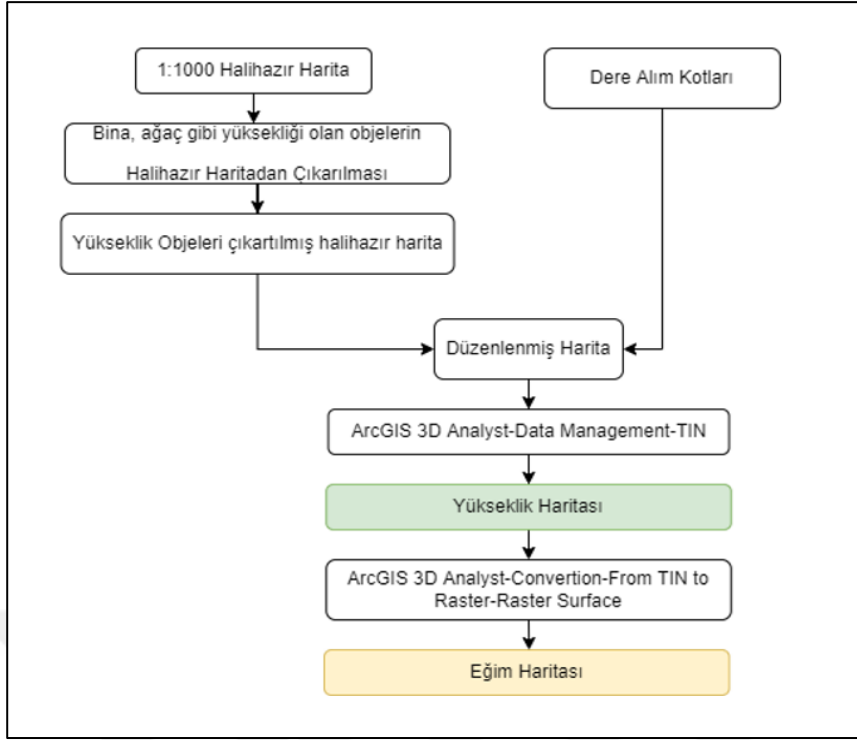 1:1000 Halihazır Harita
Dere Alım Kotları
Bina, ağaç gibi yüksekliği olan objelerin
Halihazır Haritadan Çıkarılması
Yükseklik Objeleri çıkartılmış halihazır harita
Düzenlenmiş Harita
ArcGIS 3D Analyst-Data Management-TIN
Yükseklik Haritası
ArcGIS 3D Analyst-Convertion-From TIN to
Raster-Raster Surface
Eğim Haritası